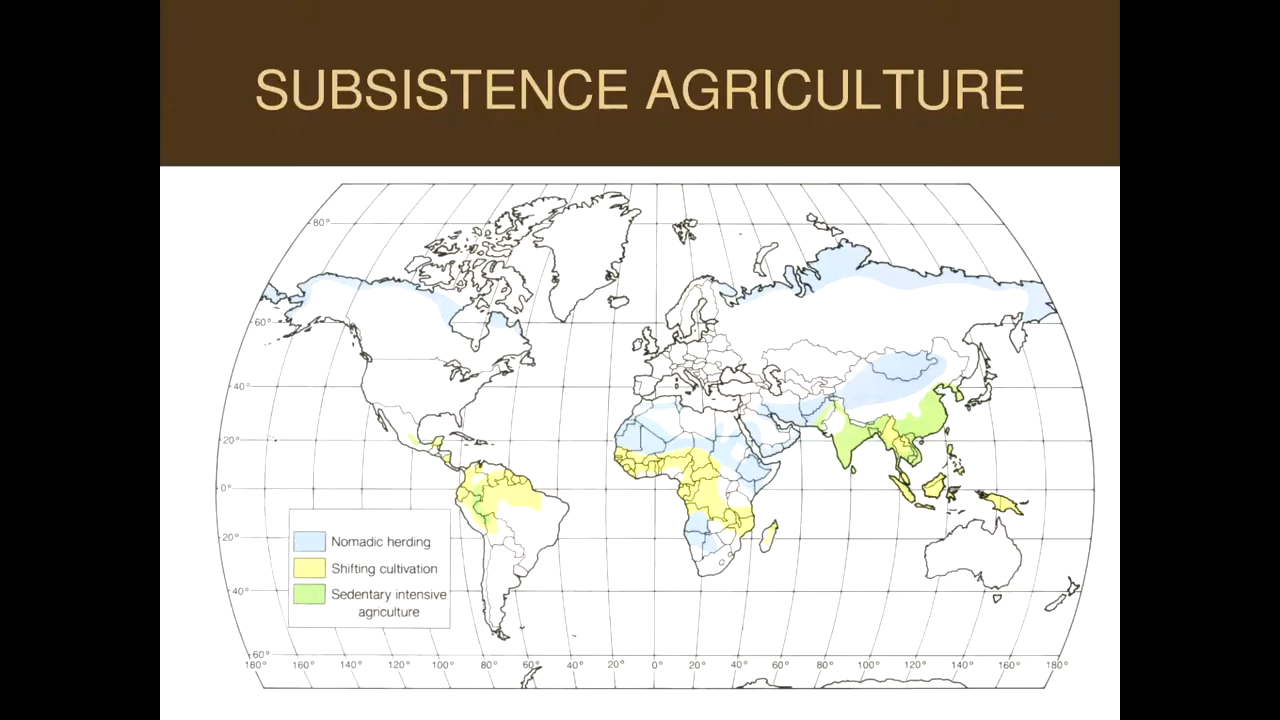 SUBSISTENCE AGRICULTURE
80°
60°
40°
20°
0°
20°
40°
60°
Nomadic herding
Shifting cultivation
Sedentary intensive
agriculture
180° 160° 140° 120° 100° 80° 60° 40° 20° 0° 20° 40° 60° 80° 100° 120° 140° 160° 180°